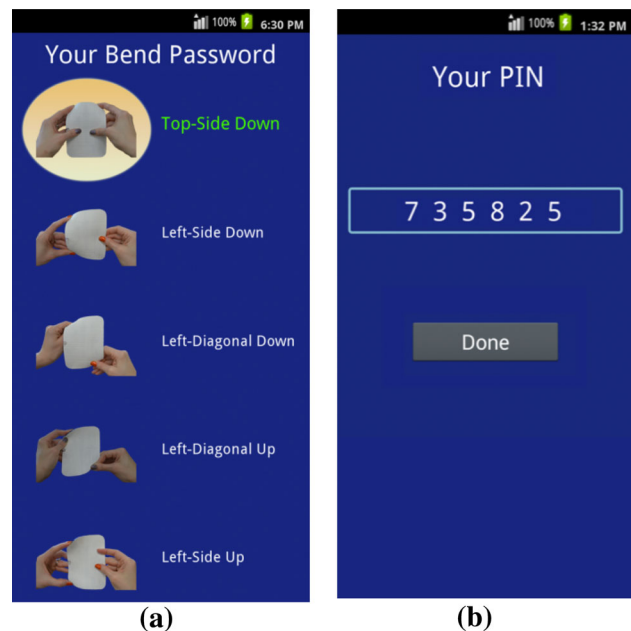 100% 6:30 PM
Your Bend Password
Top-Side Down
Left-Side Down
Left-Diagonal Down
Left-Diagonal Up
Left-Side Up
(a)
100% 1:32 PM
Your PIN
7 3 5 8 2 5
Done
(b)